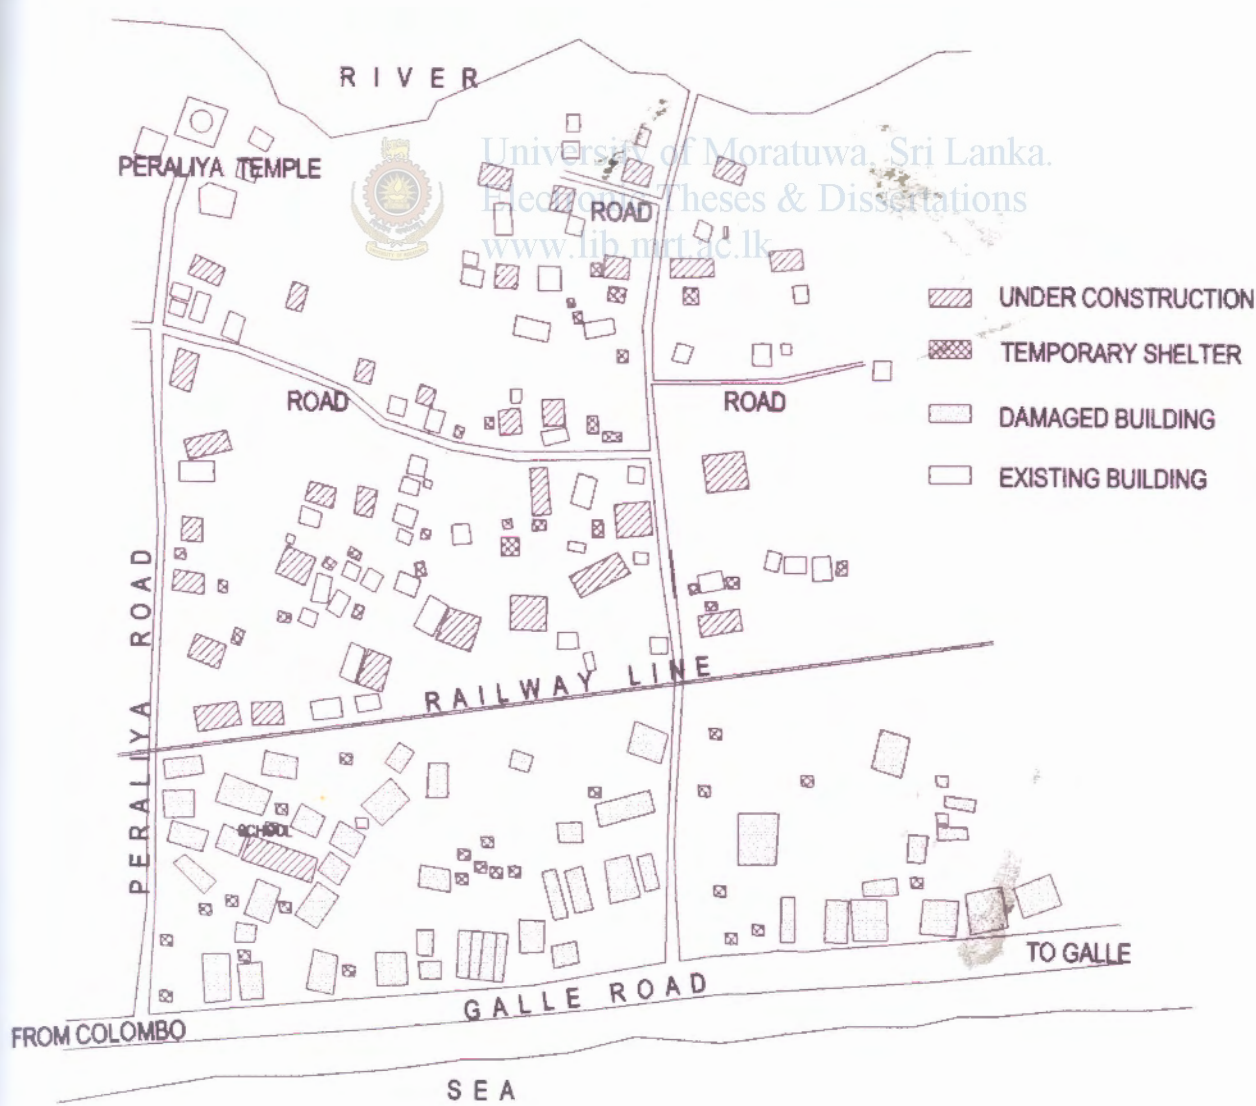 RIVER
University of Moratuwa, Sri Lanka.
PERALIYA TEMPLE
Electronic Theses & Dissertations
ROAD
www.lib.mrt.ac.lk
UNDER CONSTRUCTION
TEMPORARY SHELTER
ROAD
ROAD
DAMAGED BUILDING
EXISTING BUILDING
PERALIYA ROAD
RAILWAY LINE
SCHOOL
TO GALLE
GALLE ROAD
FROM COLOMBO
SEA